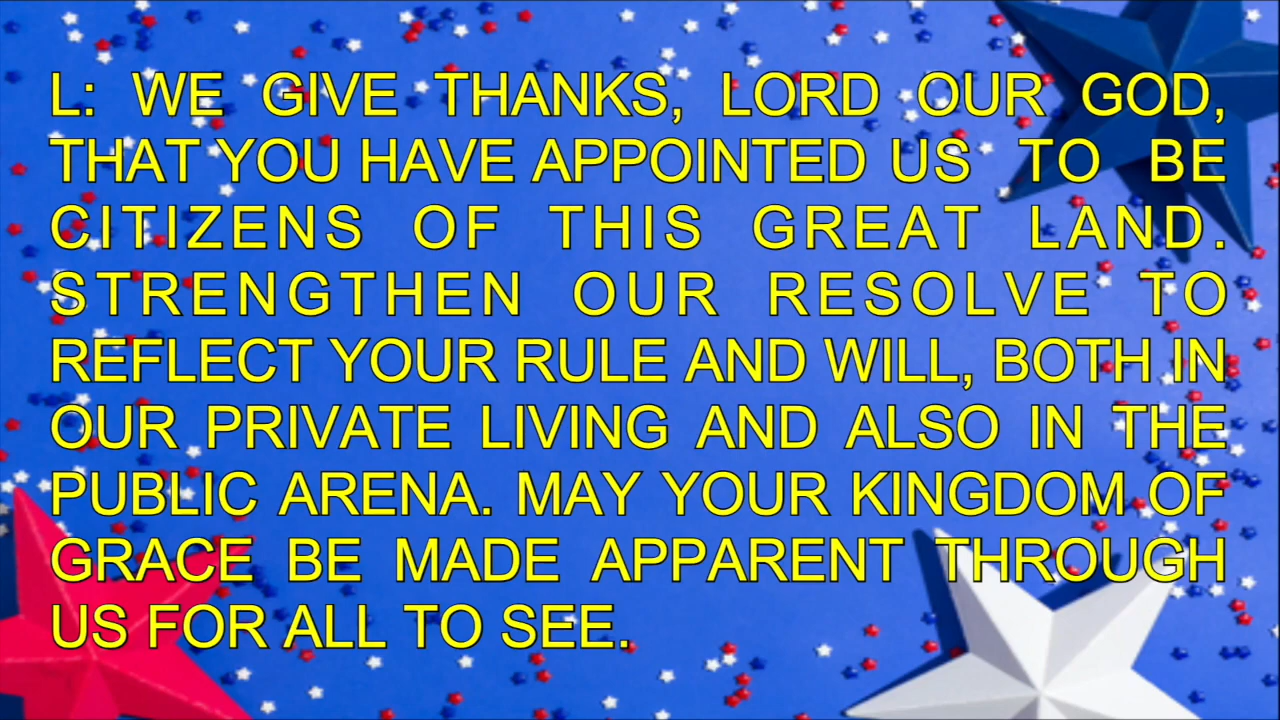 L: WE GIVE THANKS, LORD OUR GOD,
THAT YOU HAVE APPOINTED US TO BE
CITIZENS OF THIS GREAT LAND.
STRENGTHEN OUR RESOLVE TO
REFLECT YOUR RULE AND WILL, BOTH IN
OUR PRIVATE LIVING AND ALSO IN THE
PUBLIC ARENA. MAY YOUR KINGDOM OF
GRACE BE MADE APPARENT THROUGH
US FOR ALL TO SEE.